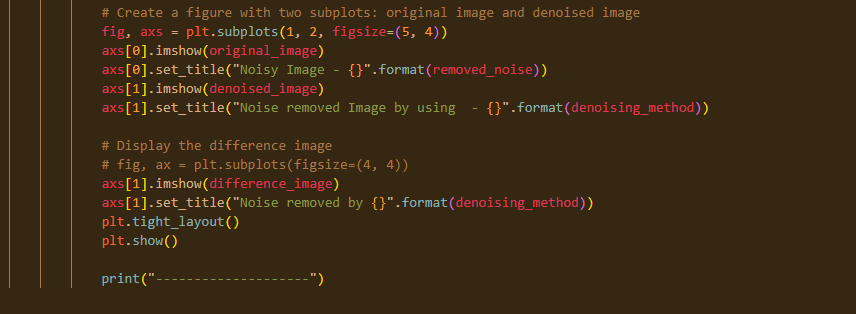 # Create a figure with two subplots: original image and denoised image
fig, axs = plt.subplots(1, 2, figsize=(5, 4))
axs[0].imshow(original_image)
axs[0].set_title("Noisy Image - {}".format(removed_noise))
axs[1].imshow(denoised_image)
axs[1].set_title("Noise removed Image by using  - {}".format(denoising_method))
# Display the difference image
# fig, ax = plt.subplots(figsize=(4, 4))
axs[1].imshow(difference_image)
axs[1].set_title("Noise removed by {}".format(denoising_method))
plt.tight_layout()
plt.show()
print("--------------------")